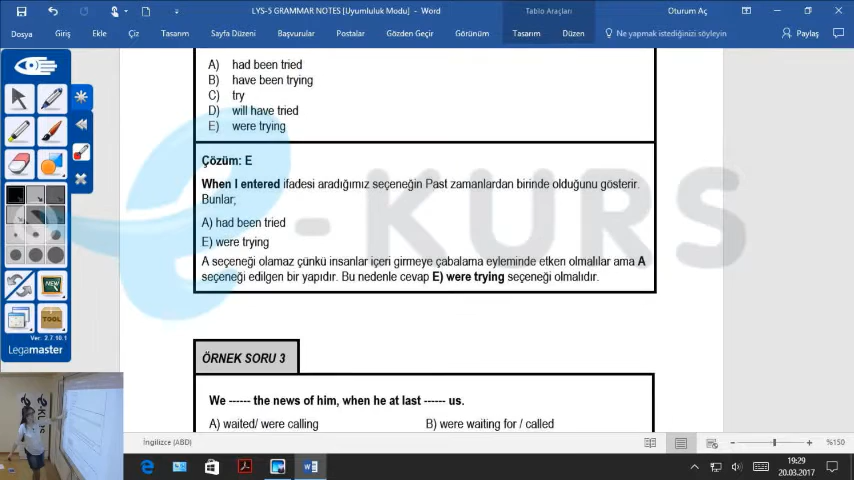 LYS-5 GRAMMAR NOTES [Uyumluluk Modu] - Word
Tablo Araçları
Oturum Aç
Dosya Giriş Ekle Çiz Tasarım Sayfa Düzeni Başvurular Postalar Gözden Geçir Görünüm Tasarım Düzen Ne yapmak istediğinizi söyleyin Paylaş
A) had been tried
B) have been trying
C) try
D) will have tried
E) were trying
Çözüm: E
When I entered ifadesi aradığımız seçeneğin Past zamanlardan birinde olduğunu gösterir.
Bunlar;
A) had been tried
E) were trying
A seçeneği olamaz çünkü insanlar içeri girmeye çabalama eyleminde etken olmalılar ama A
seçeneği edilgen bir yapıdır. Bu nedenle cevap E) were trying seçeneği olmalıdır.
ÖRNEK SORU 3
We ------ the news of him, when he at last ------ us.
A) waited/ were calling B) were waiting for / called
e-KURS
NEW
TOOL
Ver. 2.7.10.1
Legamaster
İngilizce (ABD)
%150
19:29
20.03.2017